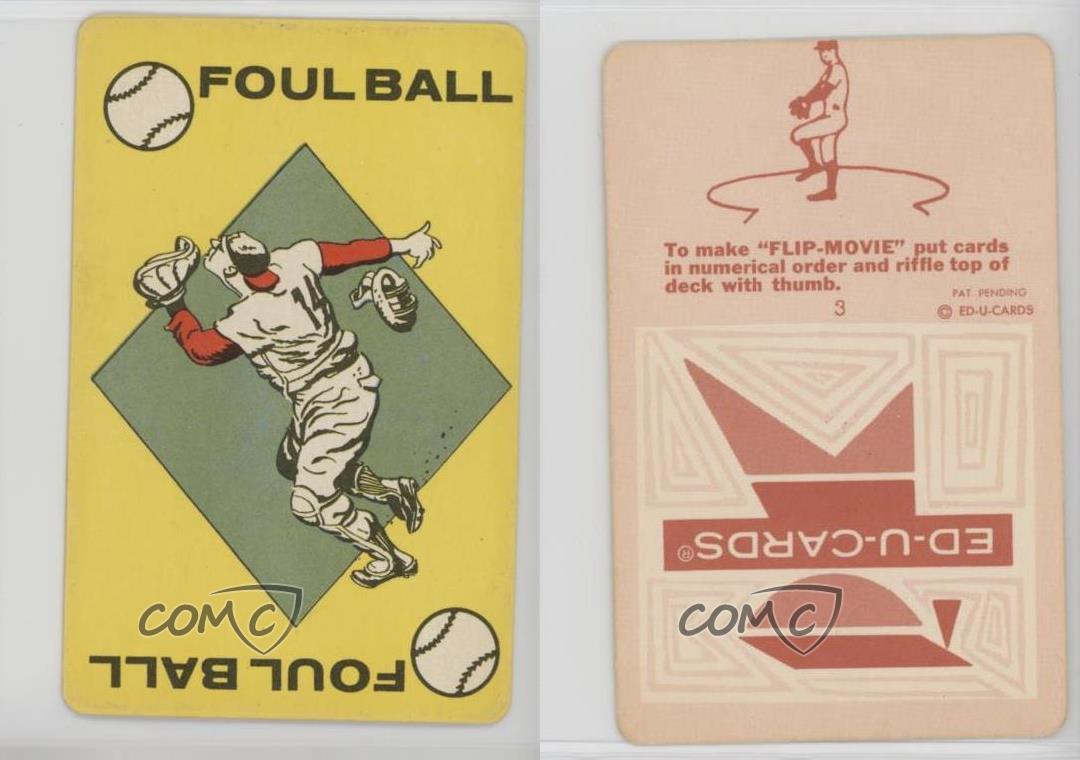 FOUL BALL
14
FOUL BALL
COMC
To make “FLIP-MOVIE” put cards
in numerical order and riffle top of
deck with thumb.
PAT. PENDING
3
© ED-U-CARDS
ED-U-CARDS®
COMC